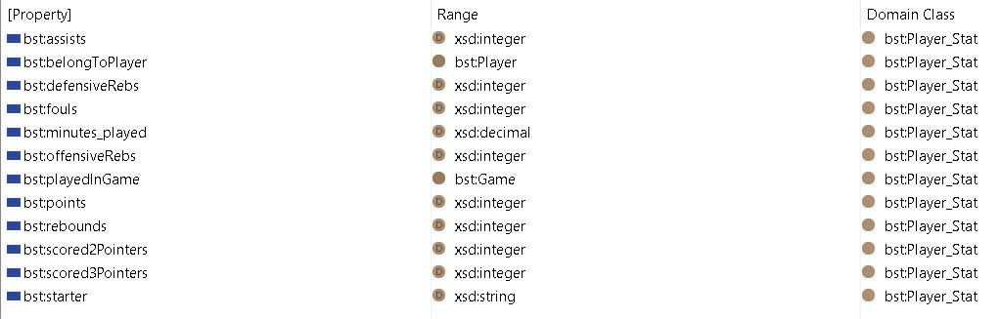 [Property] Range Domain Class
bst:assists D xsd:integer bst:Player_Stat
bst:belongToPlayer bst:Player bst:Player_Stat
bst:defensiveRebs D xsd:integer bst:Player_Stat
bst:fouls D xsd:integer bst:Player_Stat
bst:minutes_played D xsd:decimal bst:Player_Stat
bst:offensiveRebs D xsd:integer bst:Player_Stat
bst:playedInGame bst:Game bst:Player_Stat
bst:points D xsd:integer bst:Player_Stat
bst:rebounds D xsd:integer bst:Player_Stat
bst:scored2Pointers D xsd:integer bst:Player_Stat
bst:scored3Pointers D xsd:integer bst:Player_Stat
bst:starter D xsd:string bst:Player_Stat